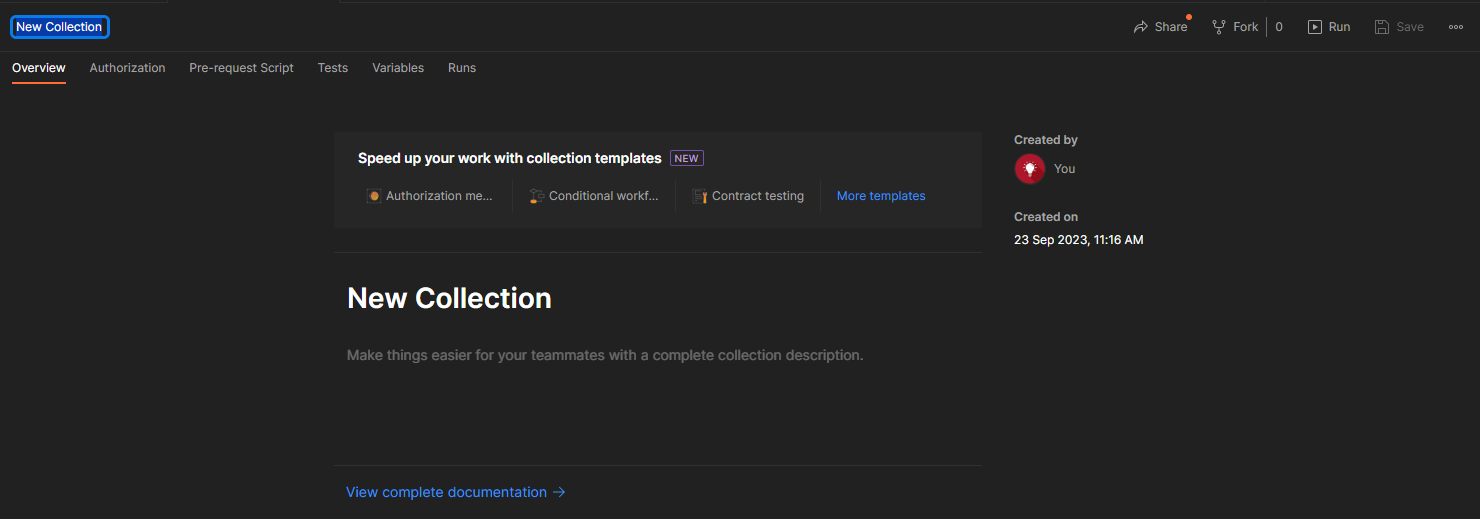 New Collection
Share Fork 0 Run Save
Overview Authorization Pre-request Script Tests Variables Runs
Speed up your work with collection templates NEW
Authorization me... Conditional workf... Contract testing More templates
Created by
You
Created on
23 Sep 2023, 11:16 AM
New Collection
Make things easier for your teammates with a complete collection description.
View complete documentation →